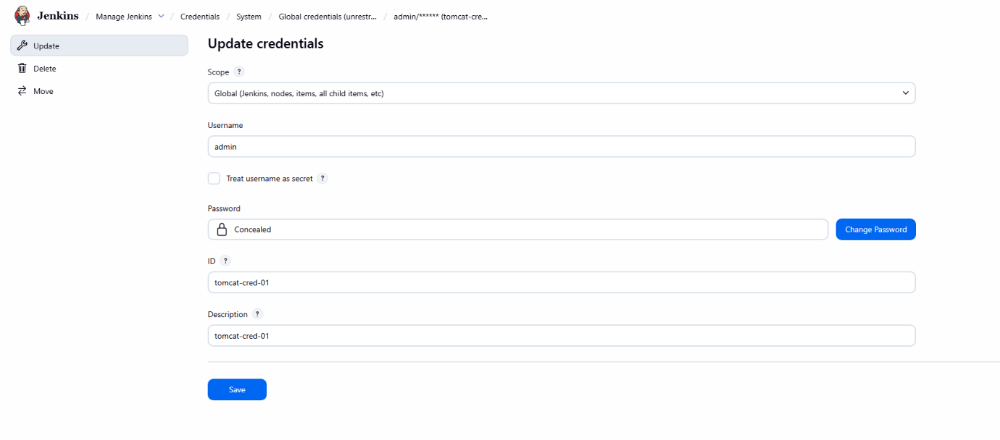 Jenkins / Manage Jenkins / Credentials / System / Global credentials (unrestr... / admin/****** (tomcat-cre...
Update
Delete
Move
Update credentials
Scope ?
Global (Jenkins, nodes, items, all child items, etc)
Username
admin
Treat username as secret ?
Password
Concealed
Change Password
ID ?
tomcat-cred-01
Description ?
tomcat-cred-01
Save